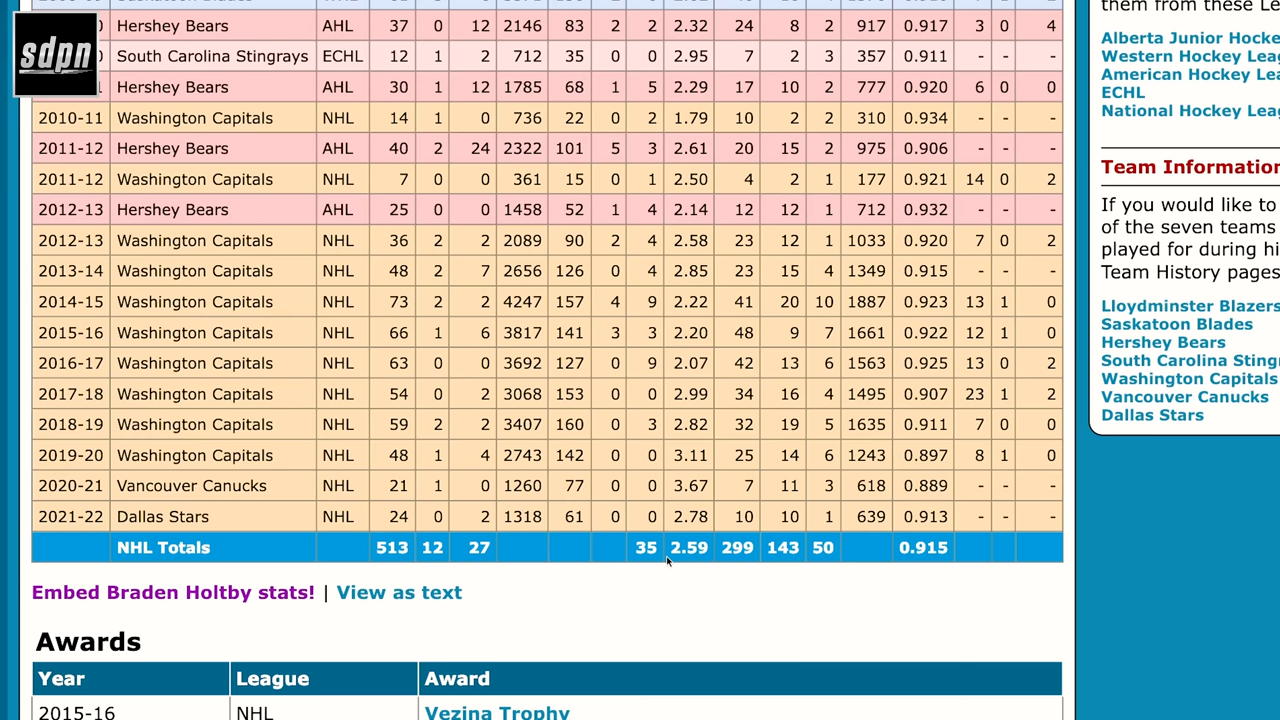 them from these Le
sdpn
Hershey Bears AHL 37 0 12 2146 83 2 2 2.32 24 8 2 917 0.917 3 0 4
South Carolina Stingrays ECHL 12 1 2 712 35 0 0 2.95 7 2 3 357 0.911 - - -
Hershey Bears AHL 30 1 12 1785 68 1 5 2.29 17 10 2 777 0.920 6 0 0
2010-11 Washington Capitals NHL 14 1 0 736 22 0 2 1.79 10 2 2 310 0.934 - - -
2011-12 Hershey Bears AHL 40 2 24 2322 101 5 3 2.61 20 15 2 975 0.906 - - -
2011-12 Washington Capitals NHL 7 0 0 361 15 0 1 2.50 4 2 1 177 0.921 14 0 2
2012-13 Hershey Bears AHL 25 0 0 1458 52 1 4 2.14 12 12 1 712 0.932 - - -
2012-13 Washington Capitals NHL 36 2 2 2089 90 2 4 2.58 23 12 1 1033 0.920 7 0 2
2013-14 Washington Capitals NHL 48 2 7 2656 126 0 4 2.85 23 15 4 1349 0.915 - - -
2014-15 Washington Capitals NHL 73 2 2 4247 157 4 9 2.22 41 20 10 1887 0.923 13 1 0
2015-16 Washington Capitals NHL 66 1 6 3817 141 3 3 2.20 48 9 7 1661 0.922 12 1 0
2016-17 Washington Capitals NHL 63 0 0 3692 127 0 9 2.07 42 13 6 1563 0.925 13 0 2
2017-18 Washington Capitals NHL 54 0 2 3068 153 0 0 2.99 34 16 4 1495 0.907 23 1 2
2018-19 Washington Capitals NHL 59 2 2 3407 160 0 3 2.82 32 19 5 1635 0.911 7 0 0
2019-20 Washington Capitals NHL 48 1 4 2743 142 0 0 3.11 25 14 6 1243 0.897 8 1 0
2020-21 Vancouver Canucks NHL 21 1 0 1260 77 0 0 3.67 7 11 3 618 0.889 - - -
2021-22 Dallas Stars NHL 24 0 2 1318 61 0 0 2.78 10 10 1 639 0.913 - - -
NHL Totals 513 12 27 35 2.59 299 143 50 0.915
Embed Braden Holtby stats! | View as text
Awards
Year League Award
2015-16 NHL Vezina Trophy
Alberta Junior Hocke
Western Hockey Leag
American Hockey Lea
ECHL
National Hockey Leag
Team Information
If you would like to
of the seven teams
played for during hi
Team History pages
Lloydminster Blazers
Saskatoon Blades
Hershey Bears
South Carolina Sting
Washington Capitals
Vancouver Canucks
Dallas Stars